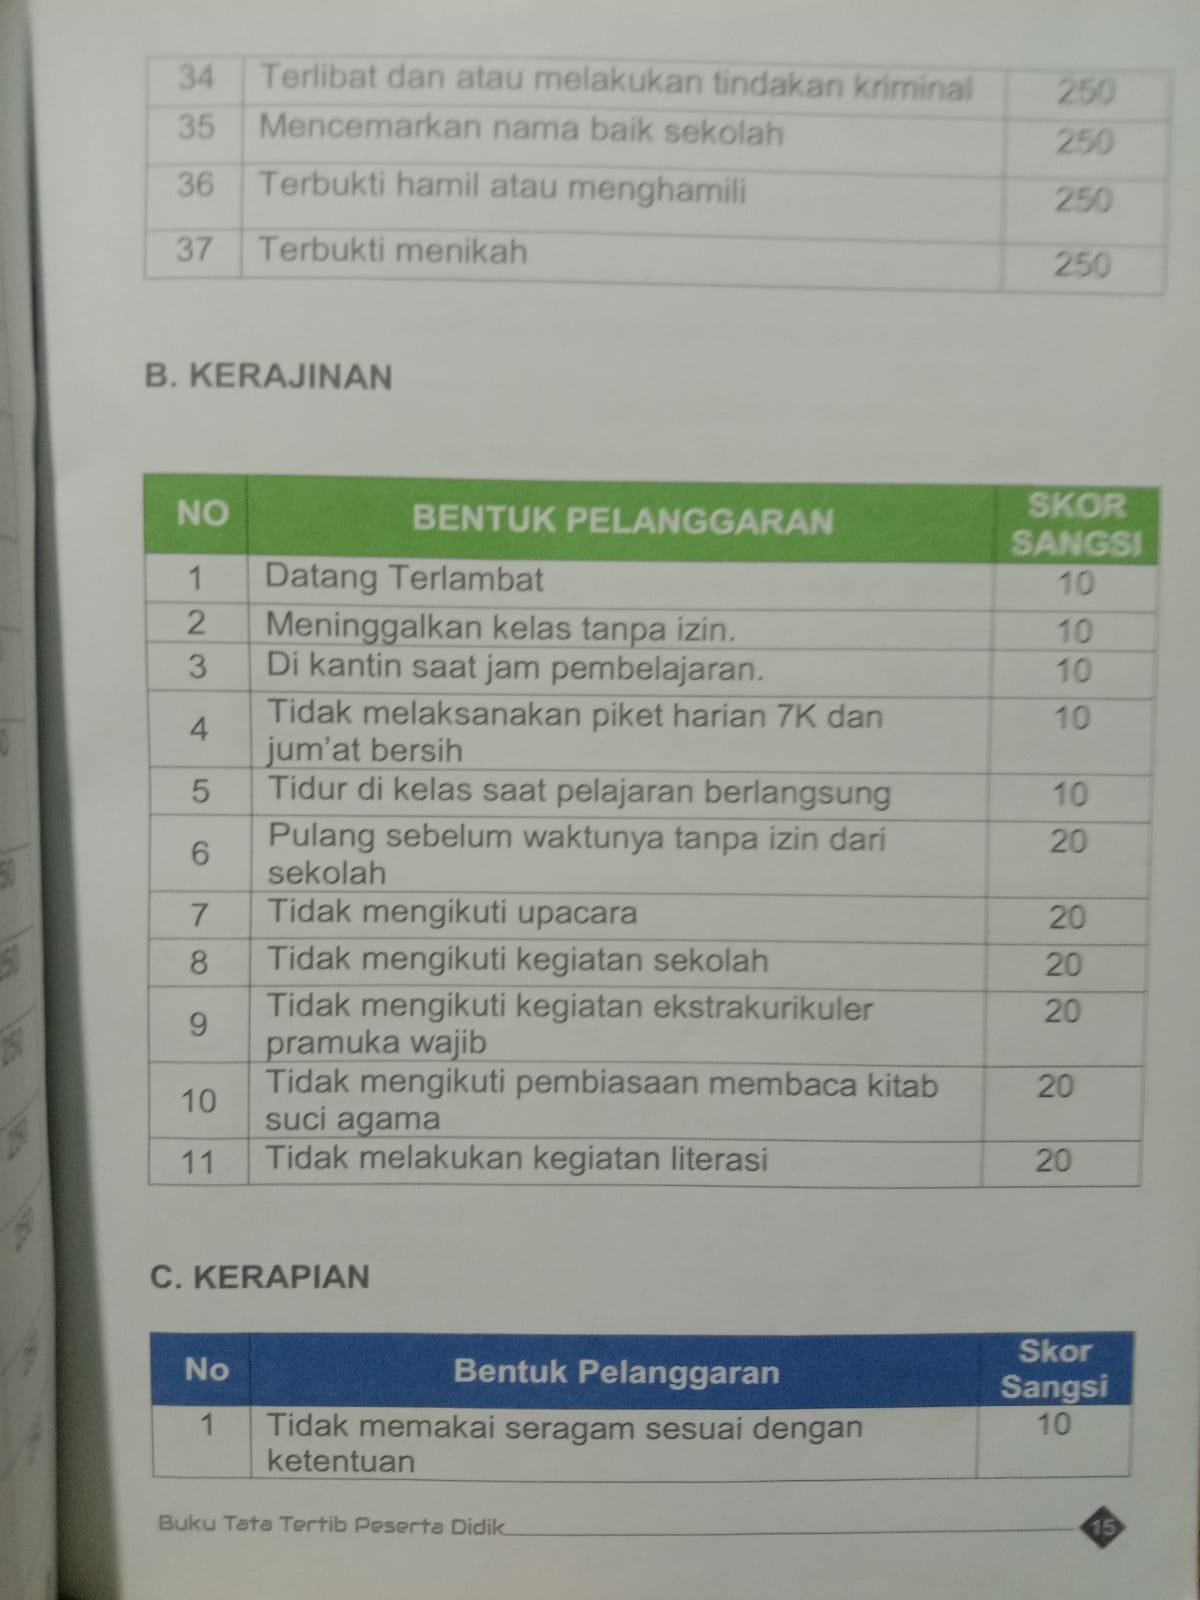 34 Terlibat dan atau melakukan tindakan kriminal 250
35 Mencemarkan nama baik sekolah 250
36 Terbukti hamil atau menghamili 250
37 Terbukti menikah 250
B. KERAJINAN
NO BENTUK PELANGGARAN SKOR
SANGSI
1 Datang Terlambat 10
2 Meninggalkan kelas tanpa izin. 10
3 Di kantin saat jam pembelajaran. 10
4 Tidak melaksanakan piket harian 7K dan 10
jum'at bersih
5 Tidur di kelas saat pelajaran berlangsung 10
6 Pulang sebelum waktunya tanpa izin dari 20
sekolah
7 Tidak mengikuti upacara 20
8 Tidak mengikuti kegiatan sekolah 20
9 Tidak mengikuti kegiatan ekstrakurikuler 20
pramuka wajib
10 Tidak mengikuti pembiasaan membaca kitab 20
suci agama
11 Tidak melakukan kegiatan literasi 20
C. KERAPIAN
No Bentuk Pelanggaran Skor
Sangsi
1 Tidak memakai seragam sesuai dengan 10
ketentuan
Buku Tata Tertib Peserta Didik 15